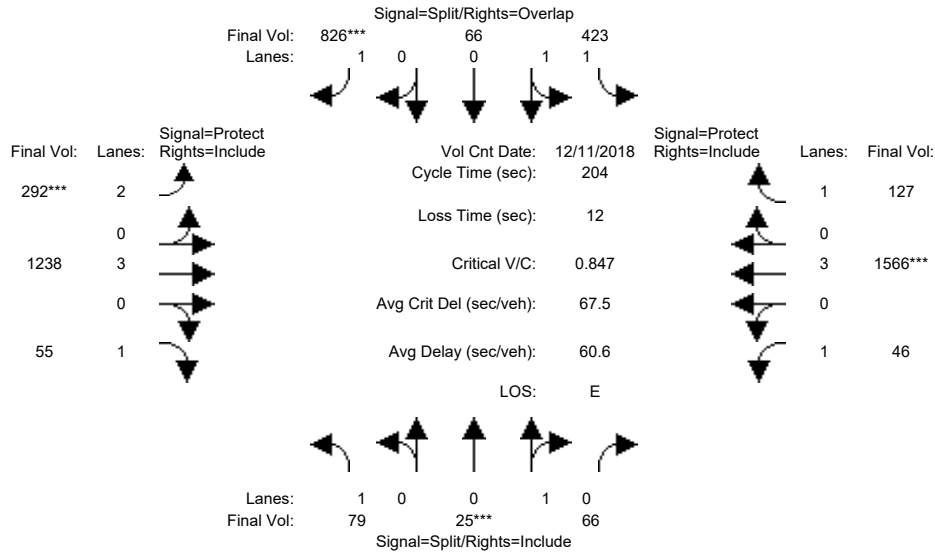 Signal=Split/Rights=Overlap
Final Vol: 826*** 66 423
Lanes: 1 0 0 1 1
Signal=Protect
Final Vol: Lanes: Rights=Include
Vol Cnt Date: 12/11/2018
Signal=Protect
Rights=Include Lanes: Final Vol:
Cycle Time (sec): 204
292*** 2
1 127
Loss Time (sec): 12
0
0
1238 3
Critical V/C: 0.847
3 1566***
0
Avg Crit Del (sec/veh): 67.5
0
55 1
Avg Delay (sec/veh): 60.6
1 46
LOS: E
Lanes: 1 0 0 1 0
Final Vol: 79 25*** 66
Signal=Split/Rights=Include